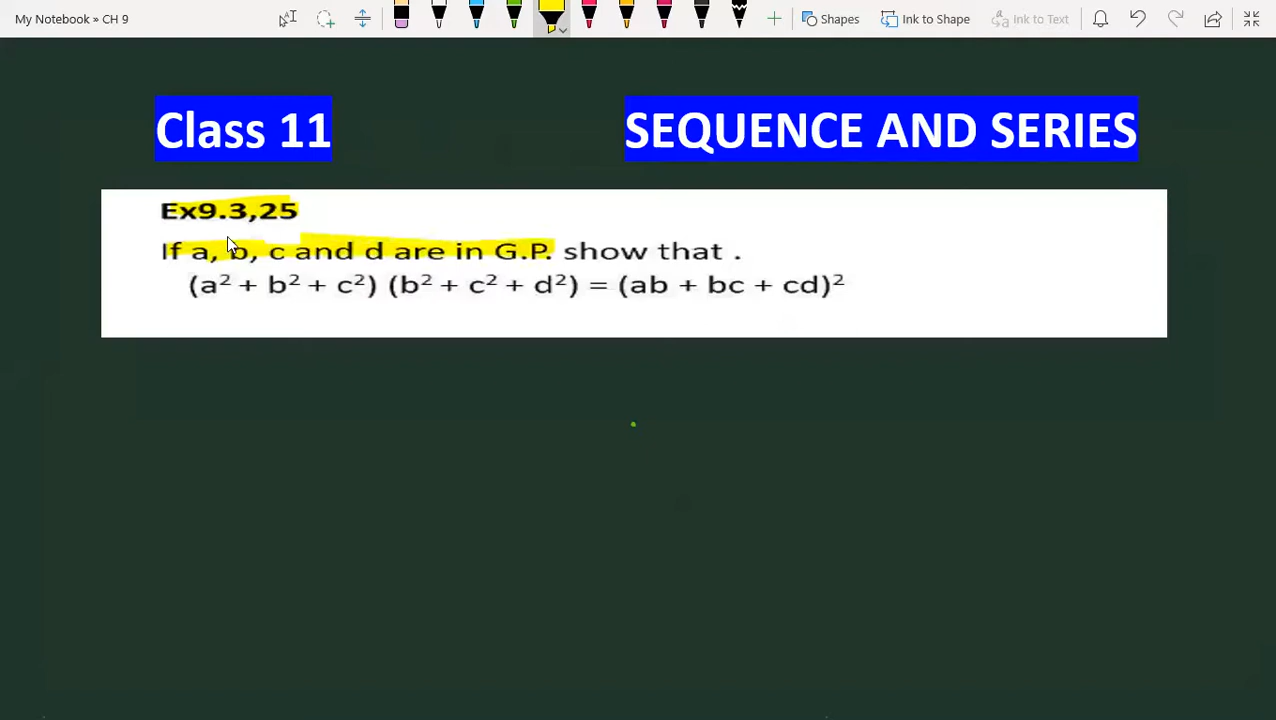 My Notebook » CH 9
Shapes
Ink to Shape
Ink to Text
Class 11
SEQUENCE AND SERIES
Ex9.3,25
If a, b, c and d are in G.P. show that .
(a² + b² + c²) (b² + c² + d²) = (ab + bc + cd)²